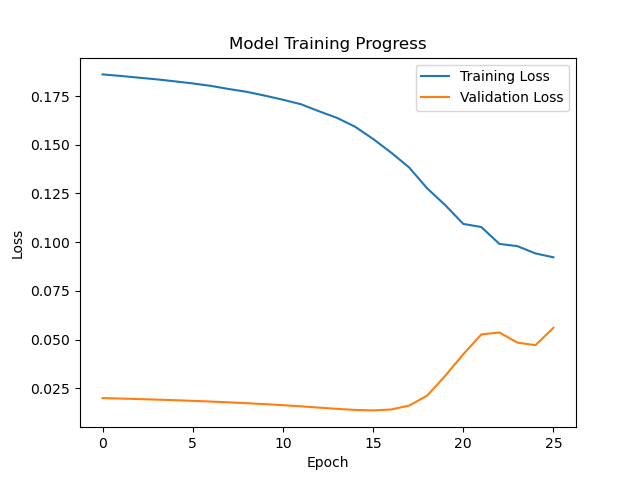 Model Training Progress
Training Loss
Validation Loss
0.175
0.150
0.125
0.100
0.075
0.050
0.025
Loss
0 5 10 15 20 25
Epoch